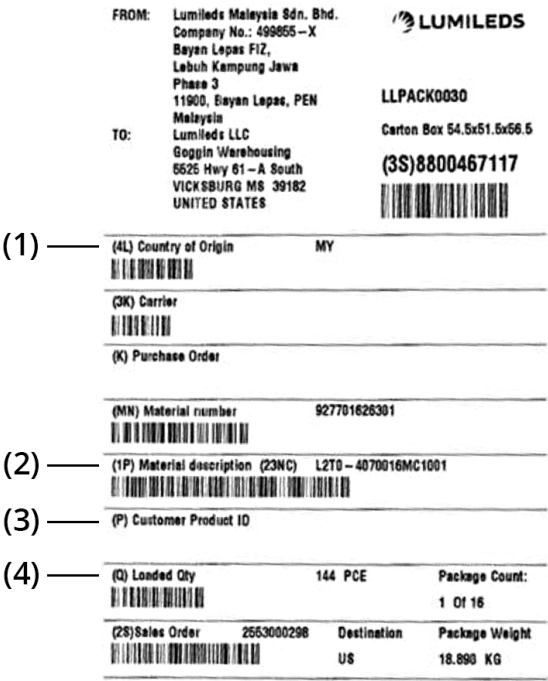 FROM: Lumileds Malaysia Sdn. Bhd.
Company No.: 499855-X
Bayan Lepas FIZ,
Lebuh Kampung Jawa
Phase 3
11900, Bayan Lepas, PEN
Malaysia
TO: Lumileds LLC
Goggin Warehousing
5525 Hwy 61-A South
VICKSBURG MS 39182
UNITED STATES
LUMILEDS
LLPACK0030
Carton Box 54.5x51.5x56.5
(3S)8800467117
(1) (4L) Country of Origin MY
(3K) Carrier
(K) Purchase Order
(MN) Material number 927701626301
(2) (1P) Material description (23NC) L2T0-4070016MC1001
(3) (P) Customer Product ID
(4) (Q) Loaded Qty 144 PCE Package Count:
1 Of 16
(2S)Sales Order 2553000298 Destination Package Weight
US 18.890 KG